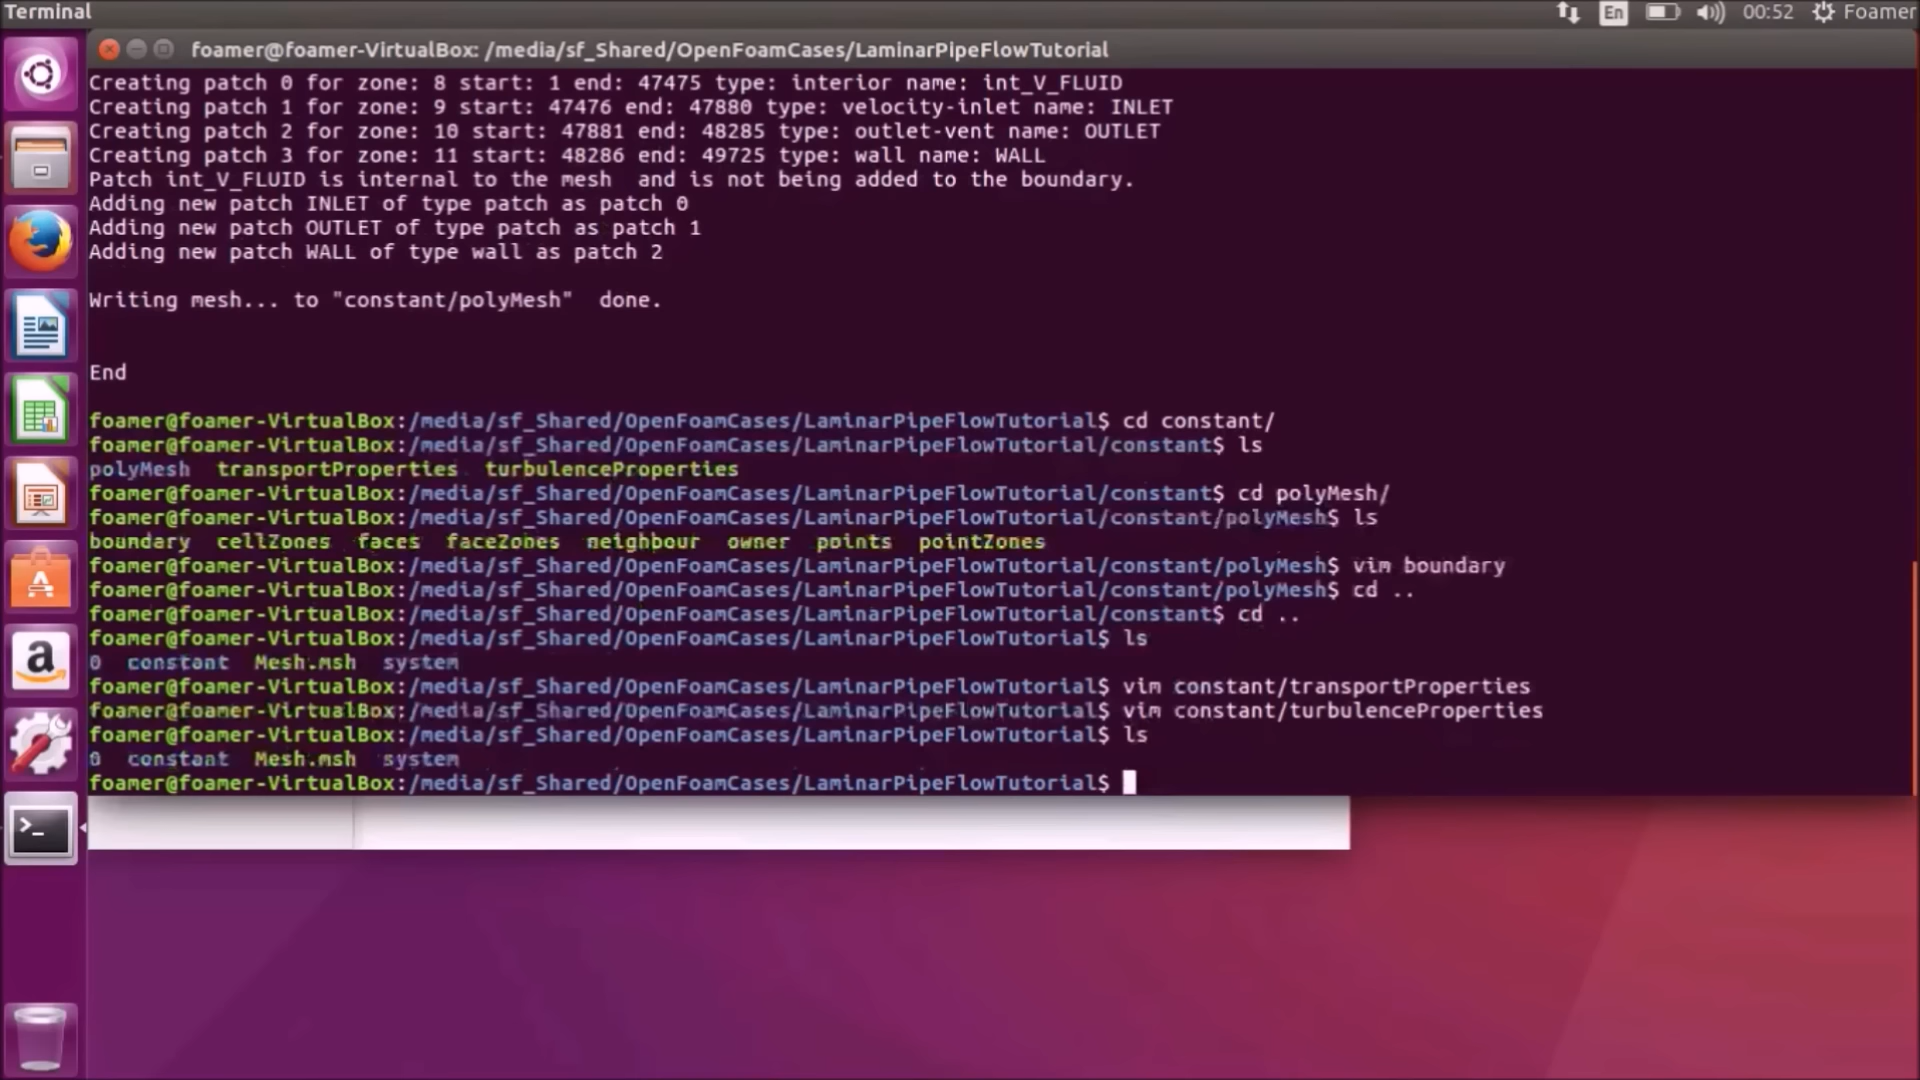 Terminal
En
00:52
Foamer
foamer@foamer-VirtualBox: /media/sf_Shared/OpenFoamCases/LaminarPipeFlowTutorial
Creating patch 0 for zone: 8 start: 1 end: 47475 type: interior name: int_V_FLUID
Creating patch 1 for zone: 9 start: 47476 end: 47880 type: velocity-inlet name: INLET
Creating patch 2 for zone: 10 start: 47881 end: 48285 type: outlet-vent name: OUTLET
Creating patch 3 for zone: 11 start: 48286 end: 49725 type: wall name: WALL
Patch int_V_FLUID is internal to the mesh  and is not being added to the boundary.
Adding new patch INLET of type patch as patch 0
Adding new patch OUTLET of type patch as patch 1
Adding new patch WALL of type wall as patch 2
Writing mesh... to "constant/polyMesh"  done.
End
foamer@foamer-VirtualBox:/media/sf_Shared/OpenFoamCases/LaminarPipeFlowTutorial$ cd constant/
foamer@foamer-VirtualBox:/media/sf_Shared/OpenFoamCases/LaminarPipeFlowTutorial/constant$ ls
polyMesh  transportProperties  turbulenceProperties
foamer@foamer-VirtualBox:/media/sf_Shared/OpenFoamCases/LaminarPipeFlowTutorial/constant$ cd polyMesh/
foamer@foamer-VirtualBox:/media/sf_Shared/OpenFoamCases/LaminarPipeFlowTutorial/constant/polyMesh$ ls
boundary  cellZones  faces  faceZones  neighbour  owner  points  pointZones
foamer@foamer-VirtualBox:/media/sf_Shared/OpenFoamCases/LaminarPipeFlowTutorial/constant/polyMesh$ vim boundary
foamer@foamer-VirtualBox:/media/sf_Shared/OpenFoamCases/LaminarPipeFlowTutorial/constant/polyMesh$ cd ..
foamer@foamer-VirtualBox:/media/sf_Shared/OpenFoamCases/LaminarPipeFlowTutorial/constant$ cd ..
foamer@foamer-VirtualBox:/media/sf_Shared/OpenFoamCases/LaminarPipeFlowTutorial$ ls
0  constant  Mesh.msh  system
foamer@foamer-VirtualBox:/media/sf_Shared/OpenFoamCases/LaminarPipeFlowTutorial$ vim constant/transportProperties
foamer@foamer-VirtualBox:/media/sf_Shared/OpenFoamCases/LaminarPipeFlowTutorial$ vim constant/turbulenceProperties
foamer@foamer-VirtualBox:/media/sf_Shared/OpenFoamCases/LaminarPipeFlowTutorial$ ls
0  constant  Mesh.msh  system
foamer@foamer-VirtualBox:/media/sf_Shared/OpenFoamCases/LaminarPipeFlowTutorial$